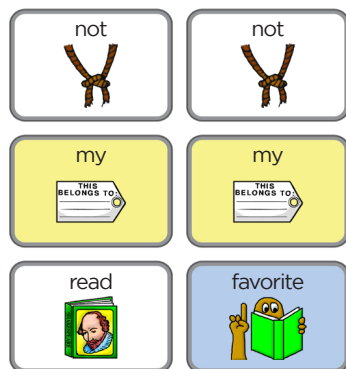 not not
my my
THIS THIS
BELONGS TO: BELONGS TO:
read favorite